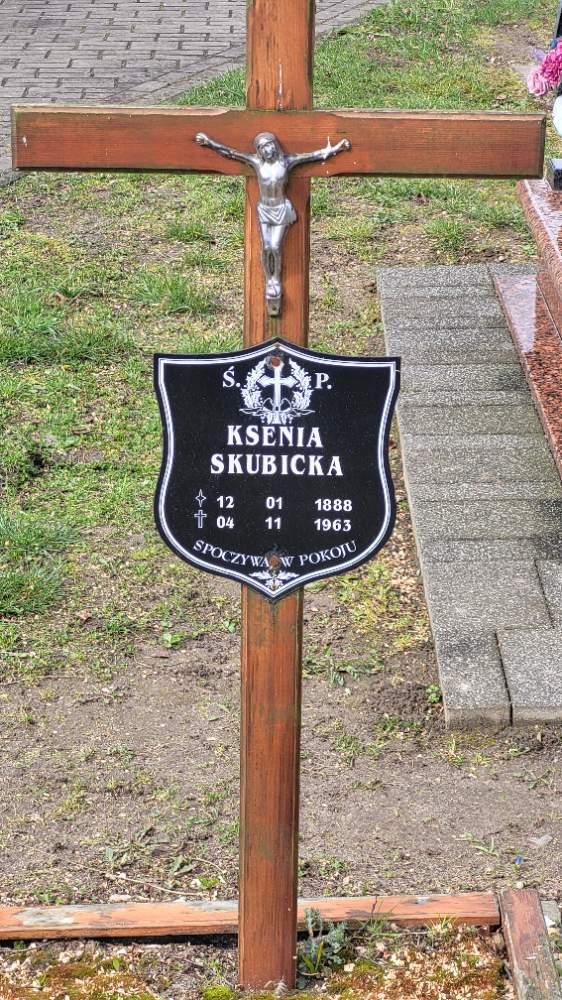 Ś. P.
KSENIA
SKUBICKA
12 01 1888
04 11 1963
SPOCZYWA W POKOJU